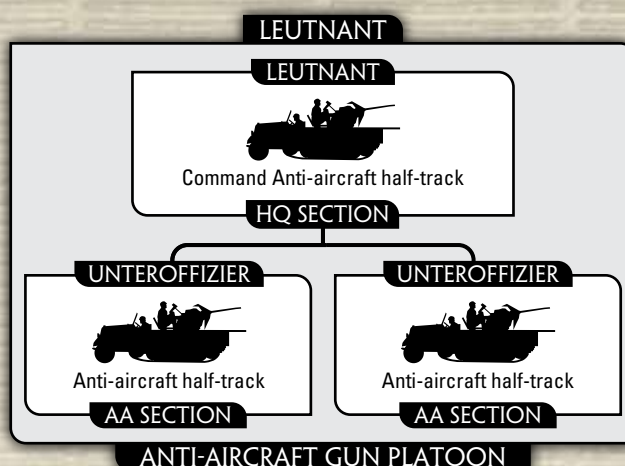 LEUTNANT
LEUTNANT
Command Anti-aircraft half-track
HQ SECTION
UNTEROFFIZIER
UNTEROFFIZIER
Anti-aircraft half-track
Anti-aircraft half-track
AA SECTION
AA SECTION
ANTI-AIRCRAFT GUN PLATOON